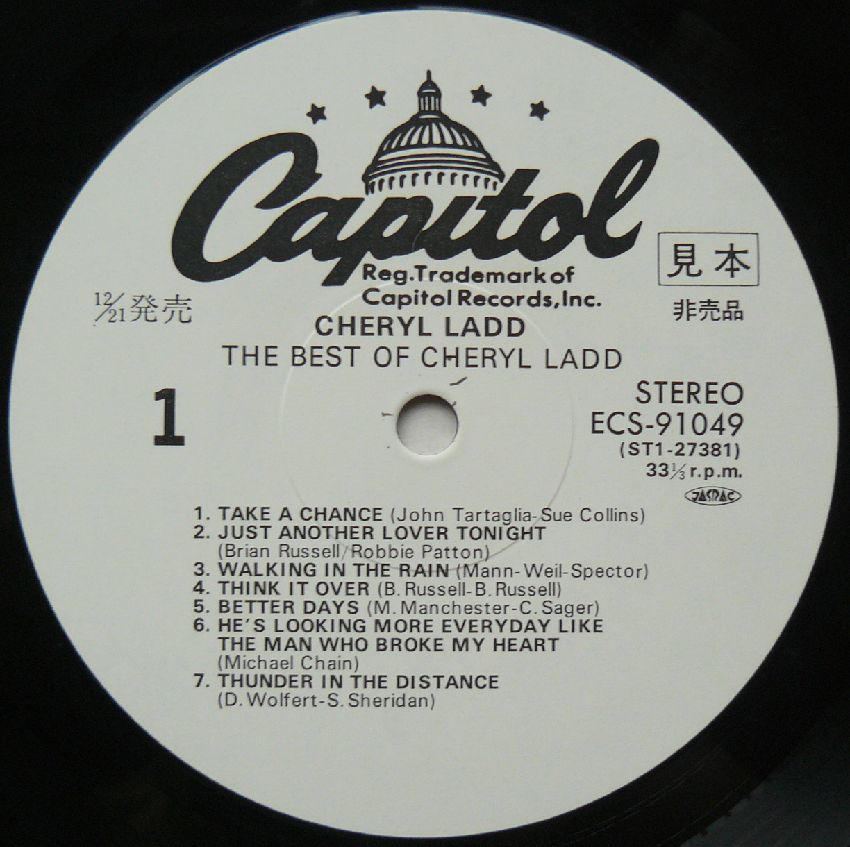 Capitol
Reg.Trademark of
Capitol Records, Inc.
見本
非売品
12/21発売
CHERYL LADD
THE BEST OF CHERYL LADD
1
STEREO
ECS-91049
(ST1-27381)
33⅓ r.p.m.
JASRAC
1. TAKE A CHANCE (John Tartaglia-Sue Collins)
2. JUST ANOTHER LOVER TONIGHT
(Brian Russell/Robbie Patton)
3. WALKING IN THE RAIN (Mann-Weil-Spector)
4. THINK IT OVER (B. Russell-B. Russell)
5. BETTER DAYS (M. Manchester-C. Sager)
6. HE'S LOOKING MORE EVERYDAY LIKE
THE MAN WHO BROKE MY HEART
(Michael Chain)
7. THUNDER IN THE DISTANCE
(D. Wolfert-S. Sheridan)